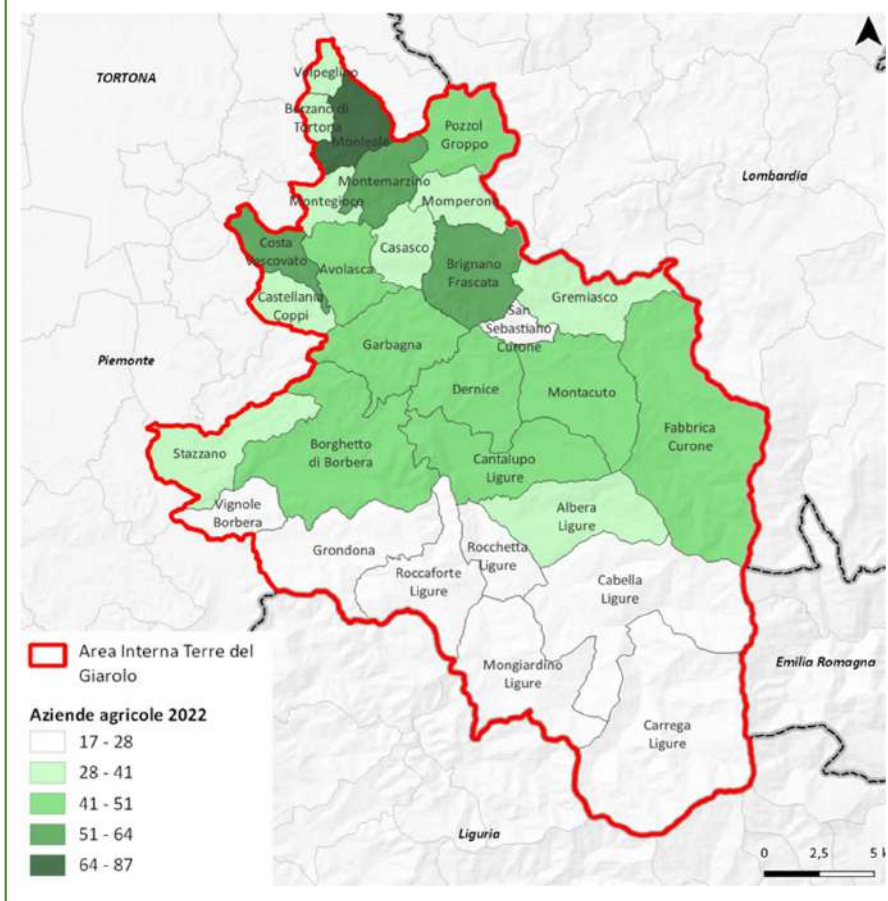 TORTONA
Volpeglino
Berzano di
Tortona
Monleale
Pozzol
Groppo
Lombardia
Montemarzino
Montegioco
Momperone
Costa
Vescovato
Casasco
Avolasca
Brignano
Frascata
Castellania
Coppi
Gremiasco
San
Sebastiano
Curone
Piemonte
Garbagna
Dernice
Montacuto
Fabbrica
Curone
Stazzano
Borghetto
di Borbera
Cantalupo
Ligure
Vignole
Borbera
Albera
Ligure
Grondona
Rocchetta
Ligure
Roccaforte
Ligure
Cabella
Ligure
Mongiardino
Ligure
Emilia Romagna
Carrega
Ligure
Liguria
Area Interna Terre del
Giarolo
Aziende agricole 2022
17 - 28
28 - 41
41 - 51
51 - 64
64 - 87
0 2,5 5 k